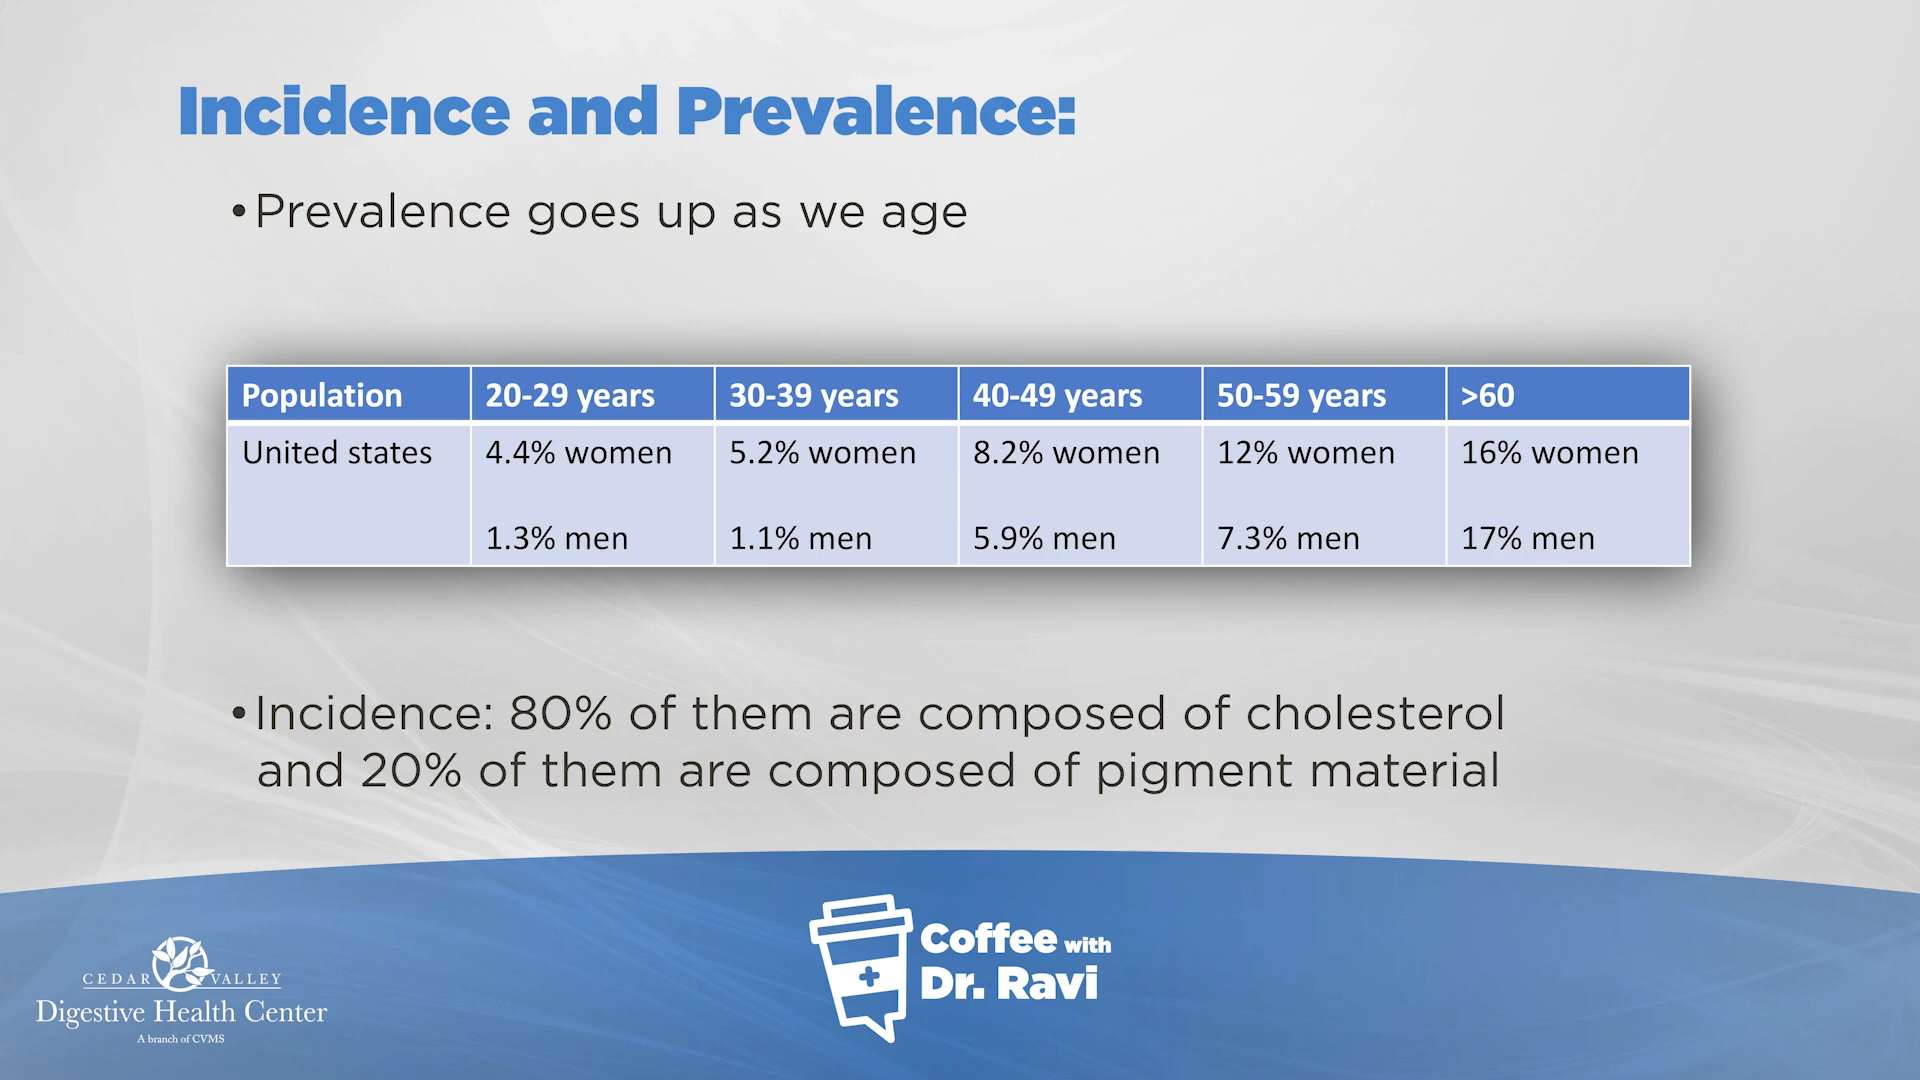 Incidence and Prevalence:
•Prevalence goes up as we age
Population 20-29 years 30-39 years 40-49 years 50-59 years >60
United states 4.4% women 5.2% women 8.2% women 12% women 16% women
1.3% men 1.1% men 5.9% men 7.3% men 17% men
•Incidence: 80% of them are composed of cholesterol
and 20% of them are composed of pigment material
Coffee with
Dr. Ravi
CEDAR VALLEY
Digestive Health Center
A branch of CVMS